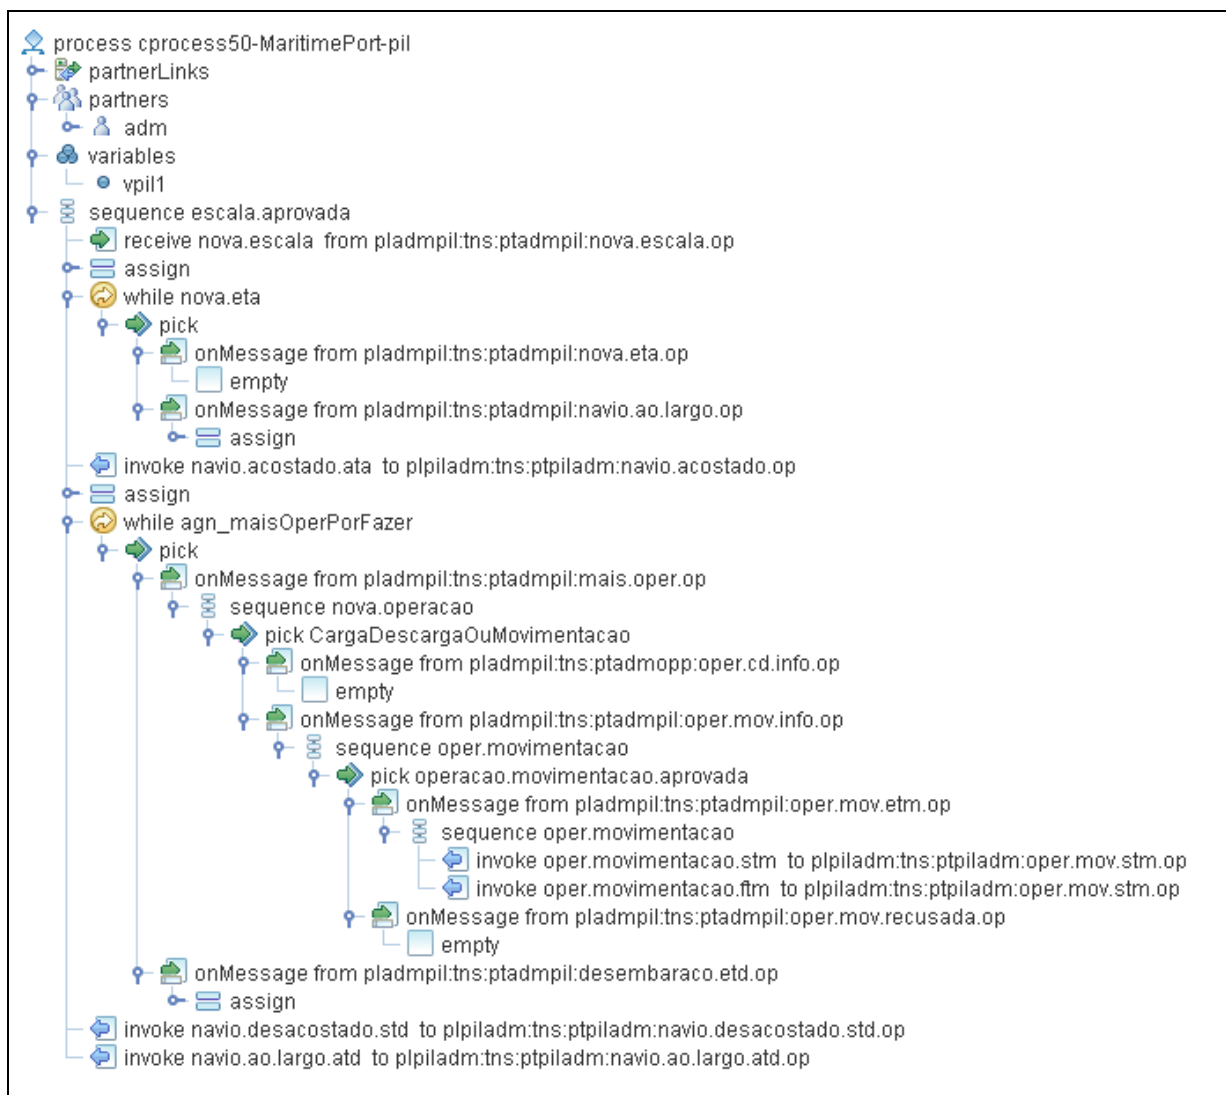 process cprocess50-MaritimePort-pil
partnerLinks
partners
adm
variables
vpil1
sequence escala.aprovada
receive nova.escala from pladmpil:tns:ptadmpil:nova.escala.op
assign
while nova.eta
pick
onMessage from pladmpil:tns:ptadmpil:nova.eta.op
empty
onMessage from pladmpil:tns:ptadmpil:navio.ao.largo.op
assign
invoke navio.acostado.ata to plpiladm:tns:ptpiladm:navio.acostado.op
assign
while agn_maisOperPorFazer
pick
onMessage from pladmpil:tns:ptadmpil:mais.oper.op
sequence nova.operacao
pick CargaDescargaOuMovimentacao
onMessage from pladmpil:tns:ptadmopp:oper.cd.info.op
empty
onMessage from pladmpil:tns:ptadmpil:oper.mov.info.op
sequence oper.movimentacao
pick operacao.movimentacao.aprovada
onMessage from pladmpil:tns:ptadmpil:oper.mov.etm.op
sequence oper.movimentacao
invoke oper.movimentacao.stm to plpiladm:tns:ptpiladm:oper.mov.stm.op
invoke oper.movimentacao.ftm to plpiladm:tns:ptpiladm:oper.mov.stm.op
onMessage from pladmpil:tns:ptadmpil:oper.mov.recusada.op
empty
onMessage from pladmpil:tns:ptadmpil:desembaraco.etd.op
assign
invoke navio.desacostado.std to plpiladm:tns:ptpiladm:navio.desacostado.std.op
invoke navio.ao.largo.atd to plpiladm:tns:ptpiladm:navio.ao.largo.atd.op